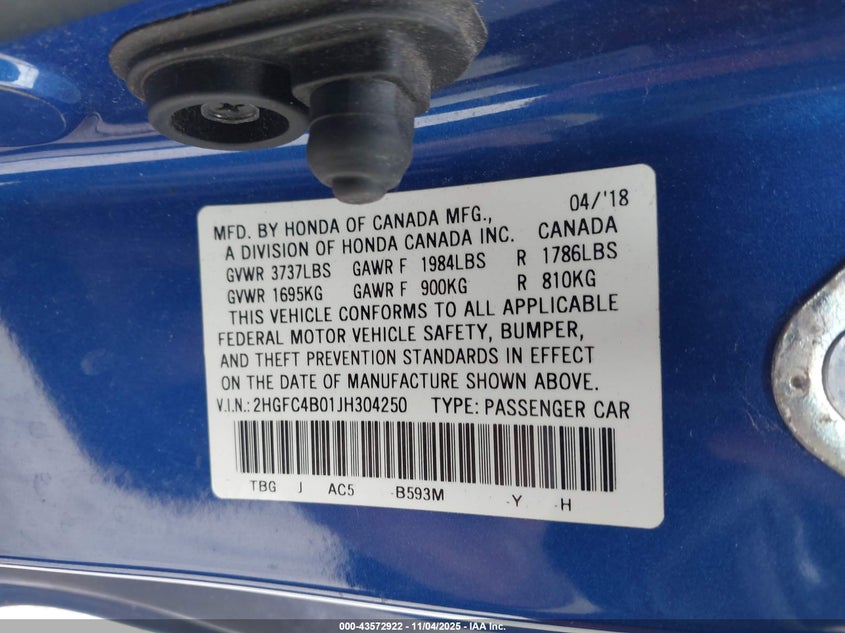 04/'18
MFD. BY HONDA OF CANADA MFG., CANADA
A DIVISION OF HONDA CANADA INC.
GVWR 3737LBS GAWR F 1984LBS R 1786LBS
GVWR 1695KG GAWR F 900KG R 810KG
THIS VEHICLE CONFORMS TO ALL APPLICABLE
FEDERAL MOTOR VEHICLE SAFETY, BUMPER,
AND THEFT PREVENTION STANDARDS IN EFFECT
ON THE DATE OF MANUFACTURE SHOWN ABOVE.
V.I.N.: 2HGFC4B01JH304250 TYPE: PASSENGER CAR
TBG J AC5 -B593M -Y -H
000-43572922 - 11/04/2025 - IAA Inc.